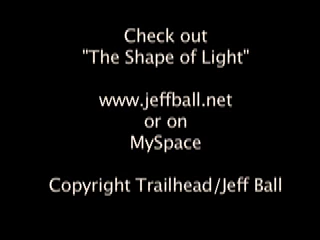 Check out
"The Shape of Light"
www.jeffball.net
or on
MySpace
Copyright Trailhead/Jeff Ball